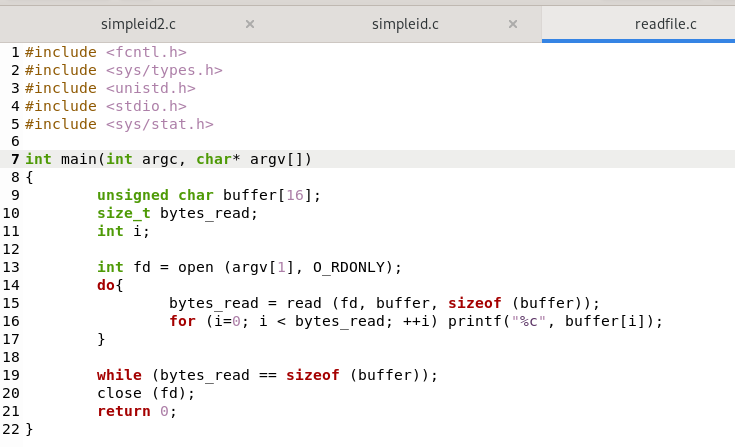 simpleid2.c × simpleid.c × readfile.c
1 #include <fcntl.h>
2 #include <sys/types.h>
3 #include <unistd.h>
4 #include <stdio.h>
5 #include <sys/stat.h>
6
7 int main(int argc, char* argv[])
8 {
9         unsigned char buffer[16];
10         size_t bytes_read;
11         int i;
12
13         int fd = open (argv[1], O_RDONLY);
14         do{
15                 bytes_read = read (fd, buffer, sizeof (buffer));
16                 for (i=0; i < bytes_read; ++i) printf("%c", buffer[i]);
17         }
18
19         while (bytes_read == sizeof (buffer));
20         close (fd);
21         return 0;
22 }